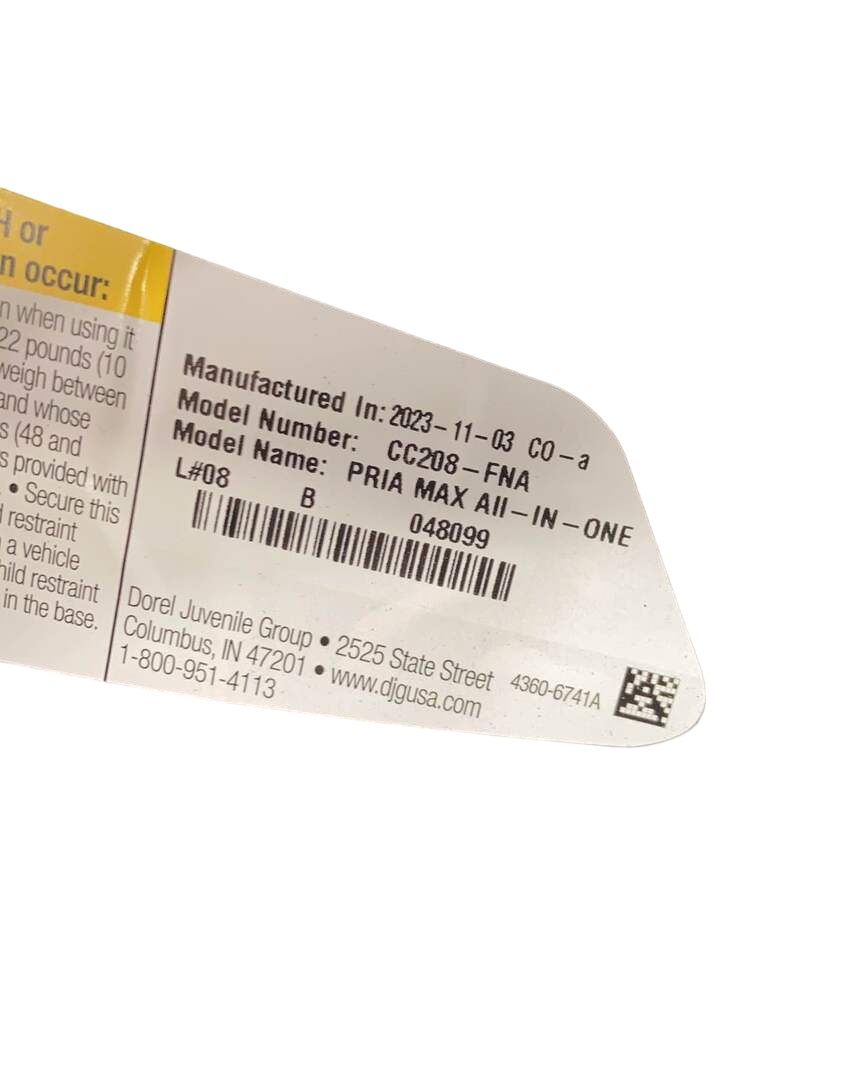 H or
n occur:
n when using it
22 pounds (10
weigh between
and whose
s (48 and
s provided with
. • Secure this
d restraint
a vehicle
hild restraint
in the base.
Manufactured In: 2023-11-03 CO-a
Model Number: CC208-FNA
Model Name: PRIA MAX All-IN-ONE
L#08 B 048099
Dorel Juvenile Group • 2525 State Street
Columbus, IN 47201 • www.djgusa.com
1-800-951-4113
4360-6741A